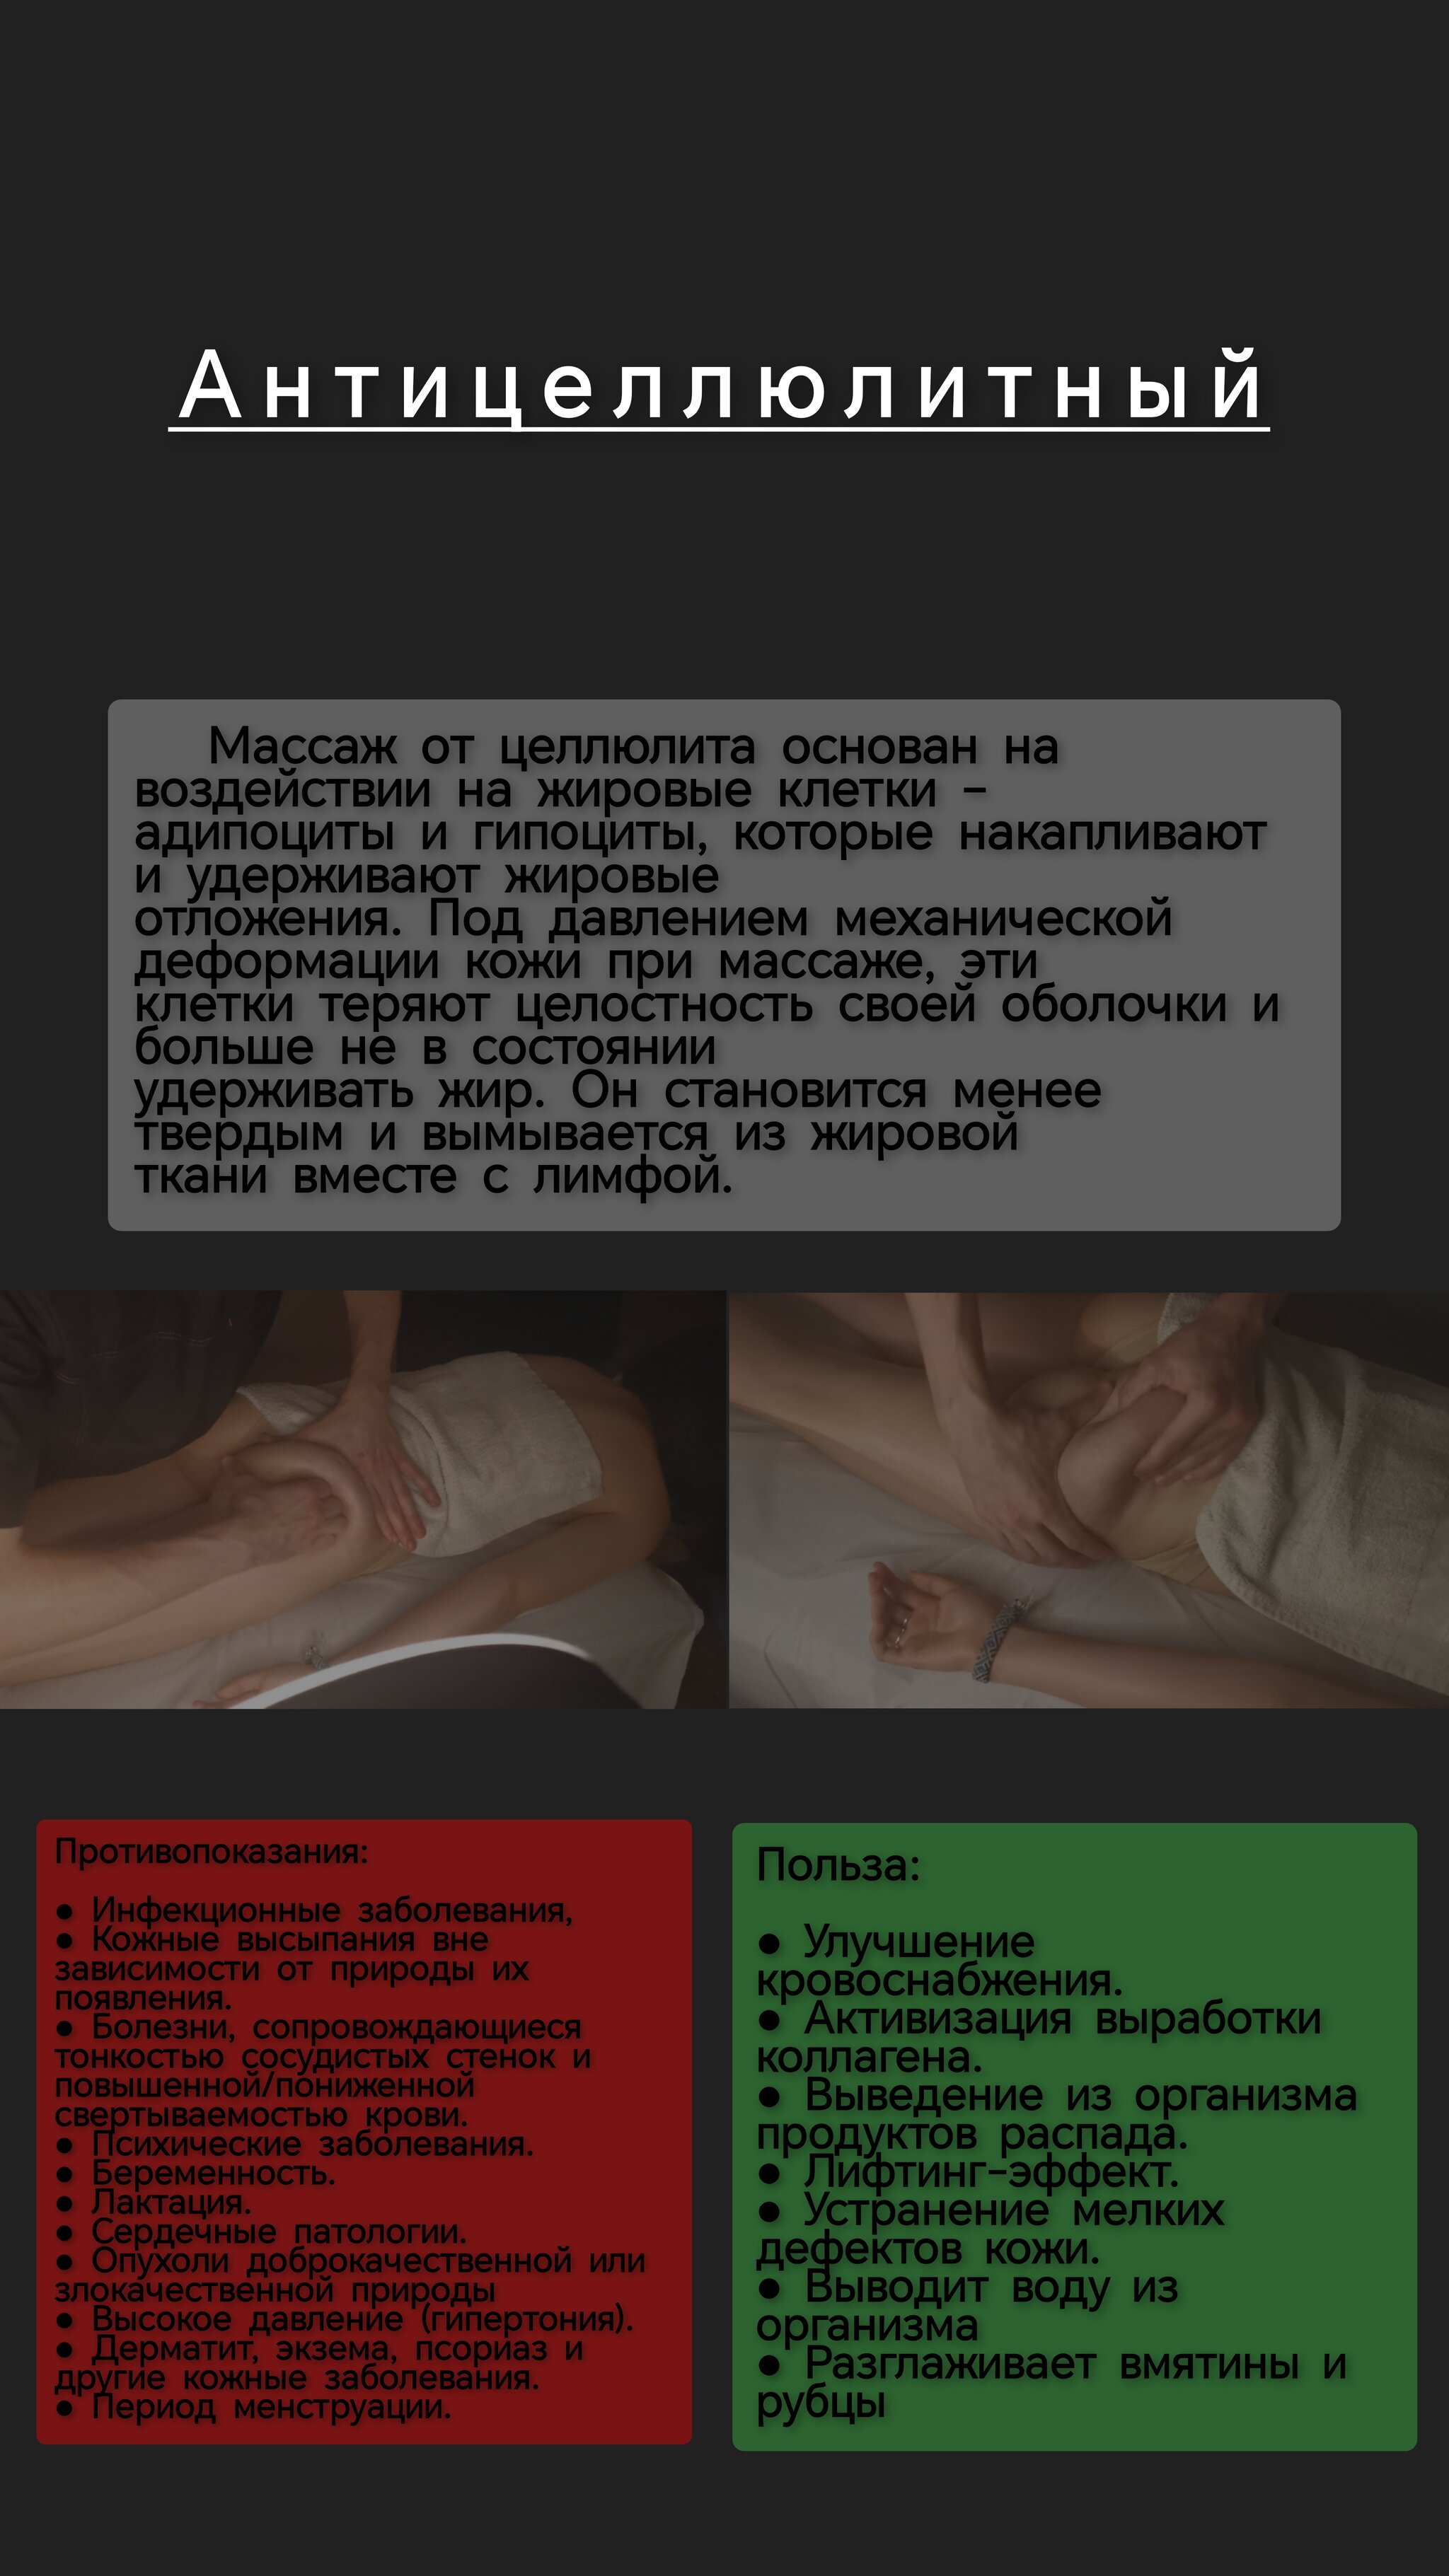 Антицеллюлитный
Массаж от целлюлита основан на
воздействии на жировые клетки -
адипоциты и гипоциты, которые накапливают
и удерживают жировые
отложения. Под давлением механической
деформации кожи при массаже, эти
клетки теряют целостность своей оболочки и
больше не в состоянии
удерживать жир. Он становится менее
твердым и вымывается из жировой
ткани вместе с лимфой.
Противопоказания:
● Инфекционные заболевания,
● Кожные высыпания вне
зависимости от природы их
появления.
● Болезни, сопровождающиеся
тонкостью сосудистых стенок и
повышенной/пониженной
свертываемостью крови.
● Психические заболевания.
● Беременность.
● Лактация.
● Сердечные патологии.
● Опухоли доброкачественной или
злокачественной природы
● Высокое давление (гипертония).
● Дерматит, экзема, псориаз и
другие кожные заболевания.
● Период менструации.
Польза:
● Улучшение
кровоснабжения.
● Активизация выработки
коллагена.
● Выведение из организма
продуктов распада.
● Лифтинг-эффект.
● Устранение мелких
дефектов кожи.
● Выводит воду из
организма
● Разглаживает вмятины и
рубцы